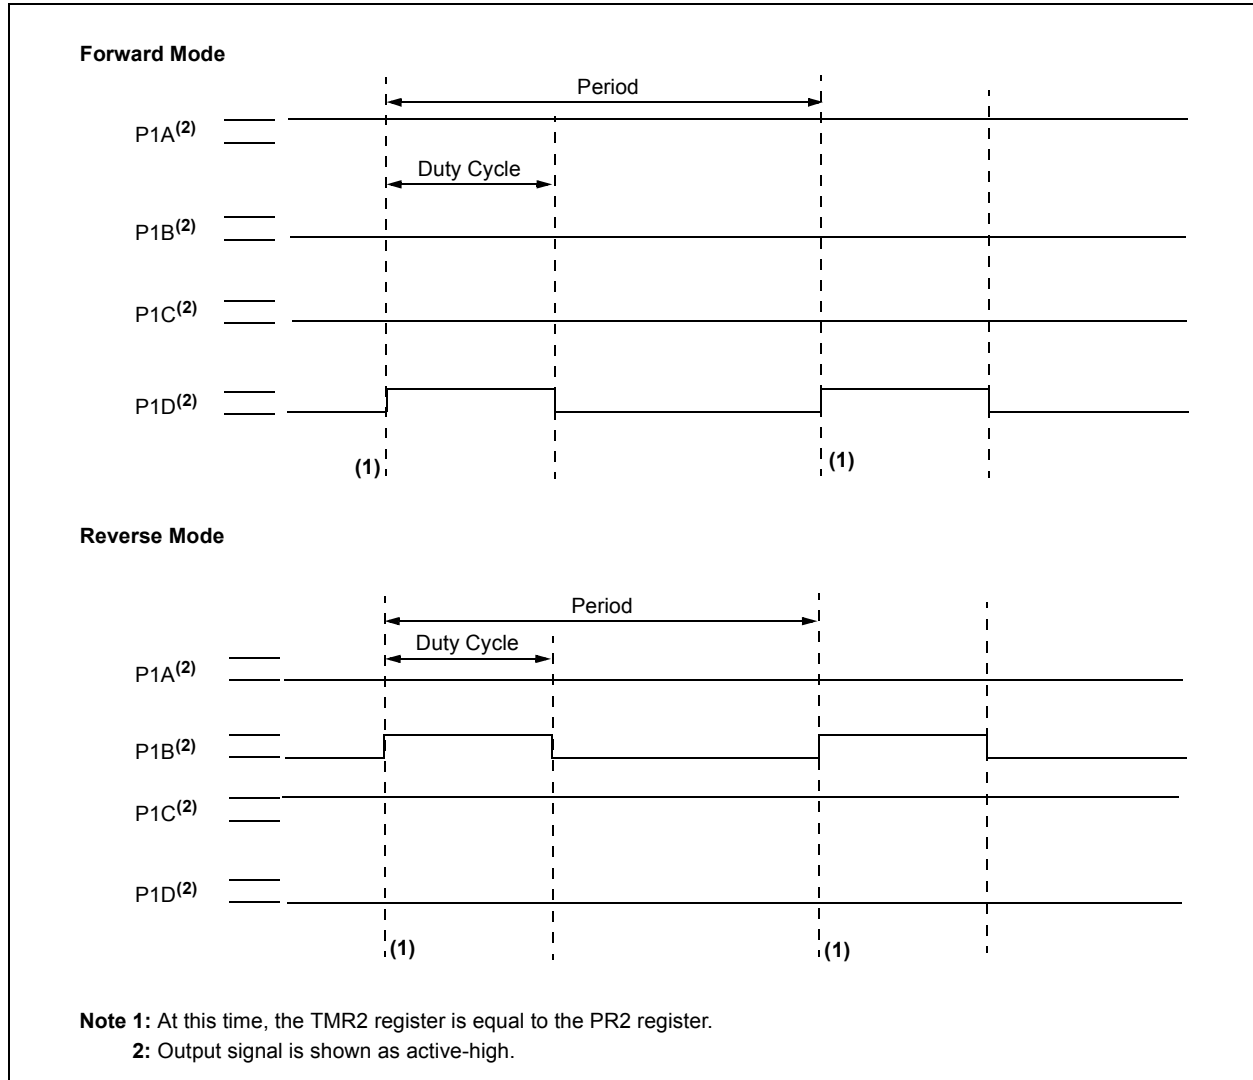 Forward Mode
Period
P1A(2)
Duty Cycle
P1B(2)
P1C(2)
P1D(2)
(1)
(1)
Reverse Mode
Period
Duty Cycle
P1A(2)
P1B(2)
P1C(2)
P1D(2)
(1)
(1)
Note 1: At this time, the TMR2 register is equal to the PR2 register.
2: Output signal is shown as active-high.